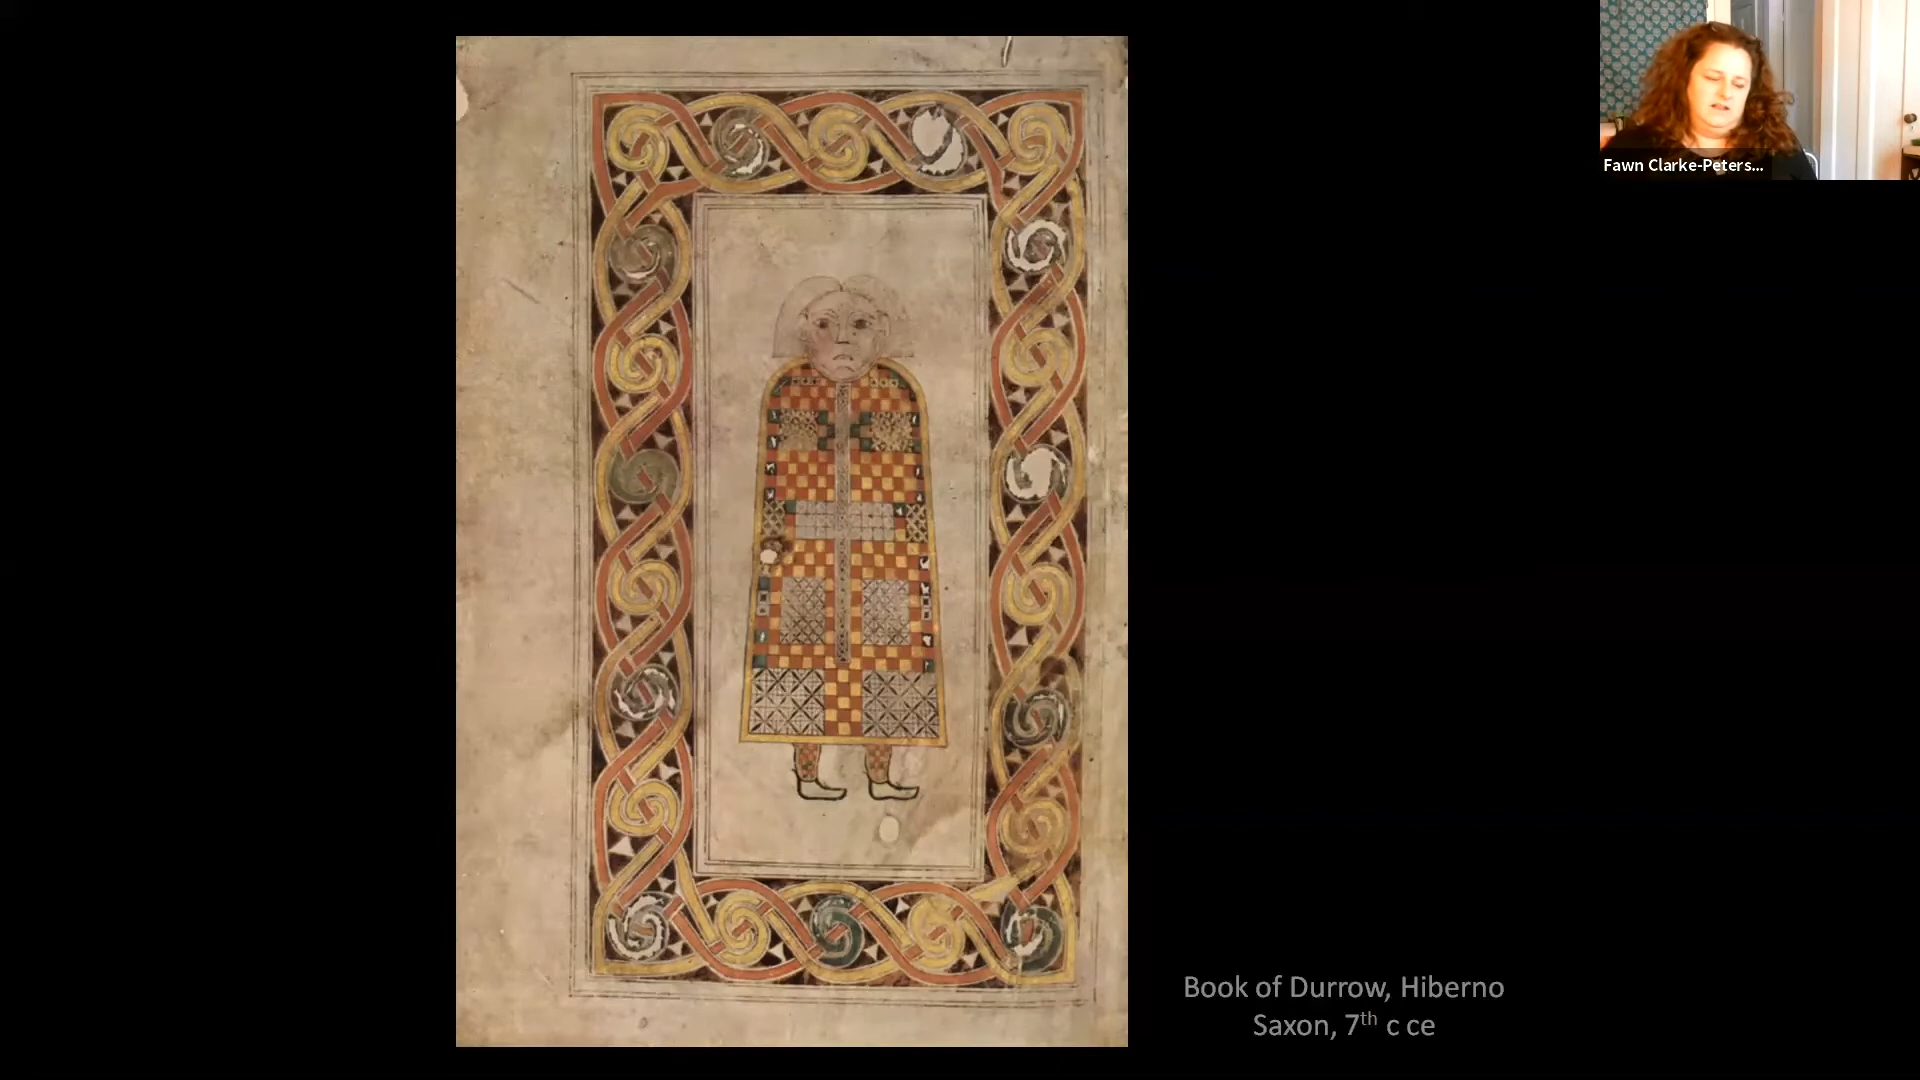 Fawn Clarke-Peters...
Book of Durrow, Hiberno
Saxon, 7th c ce